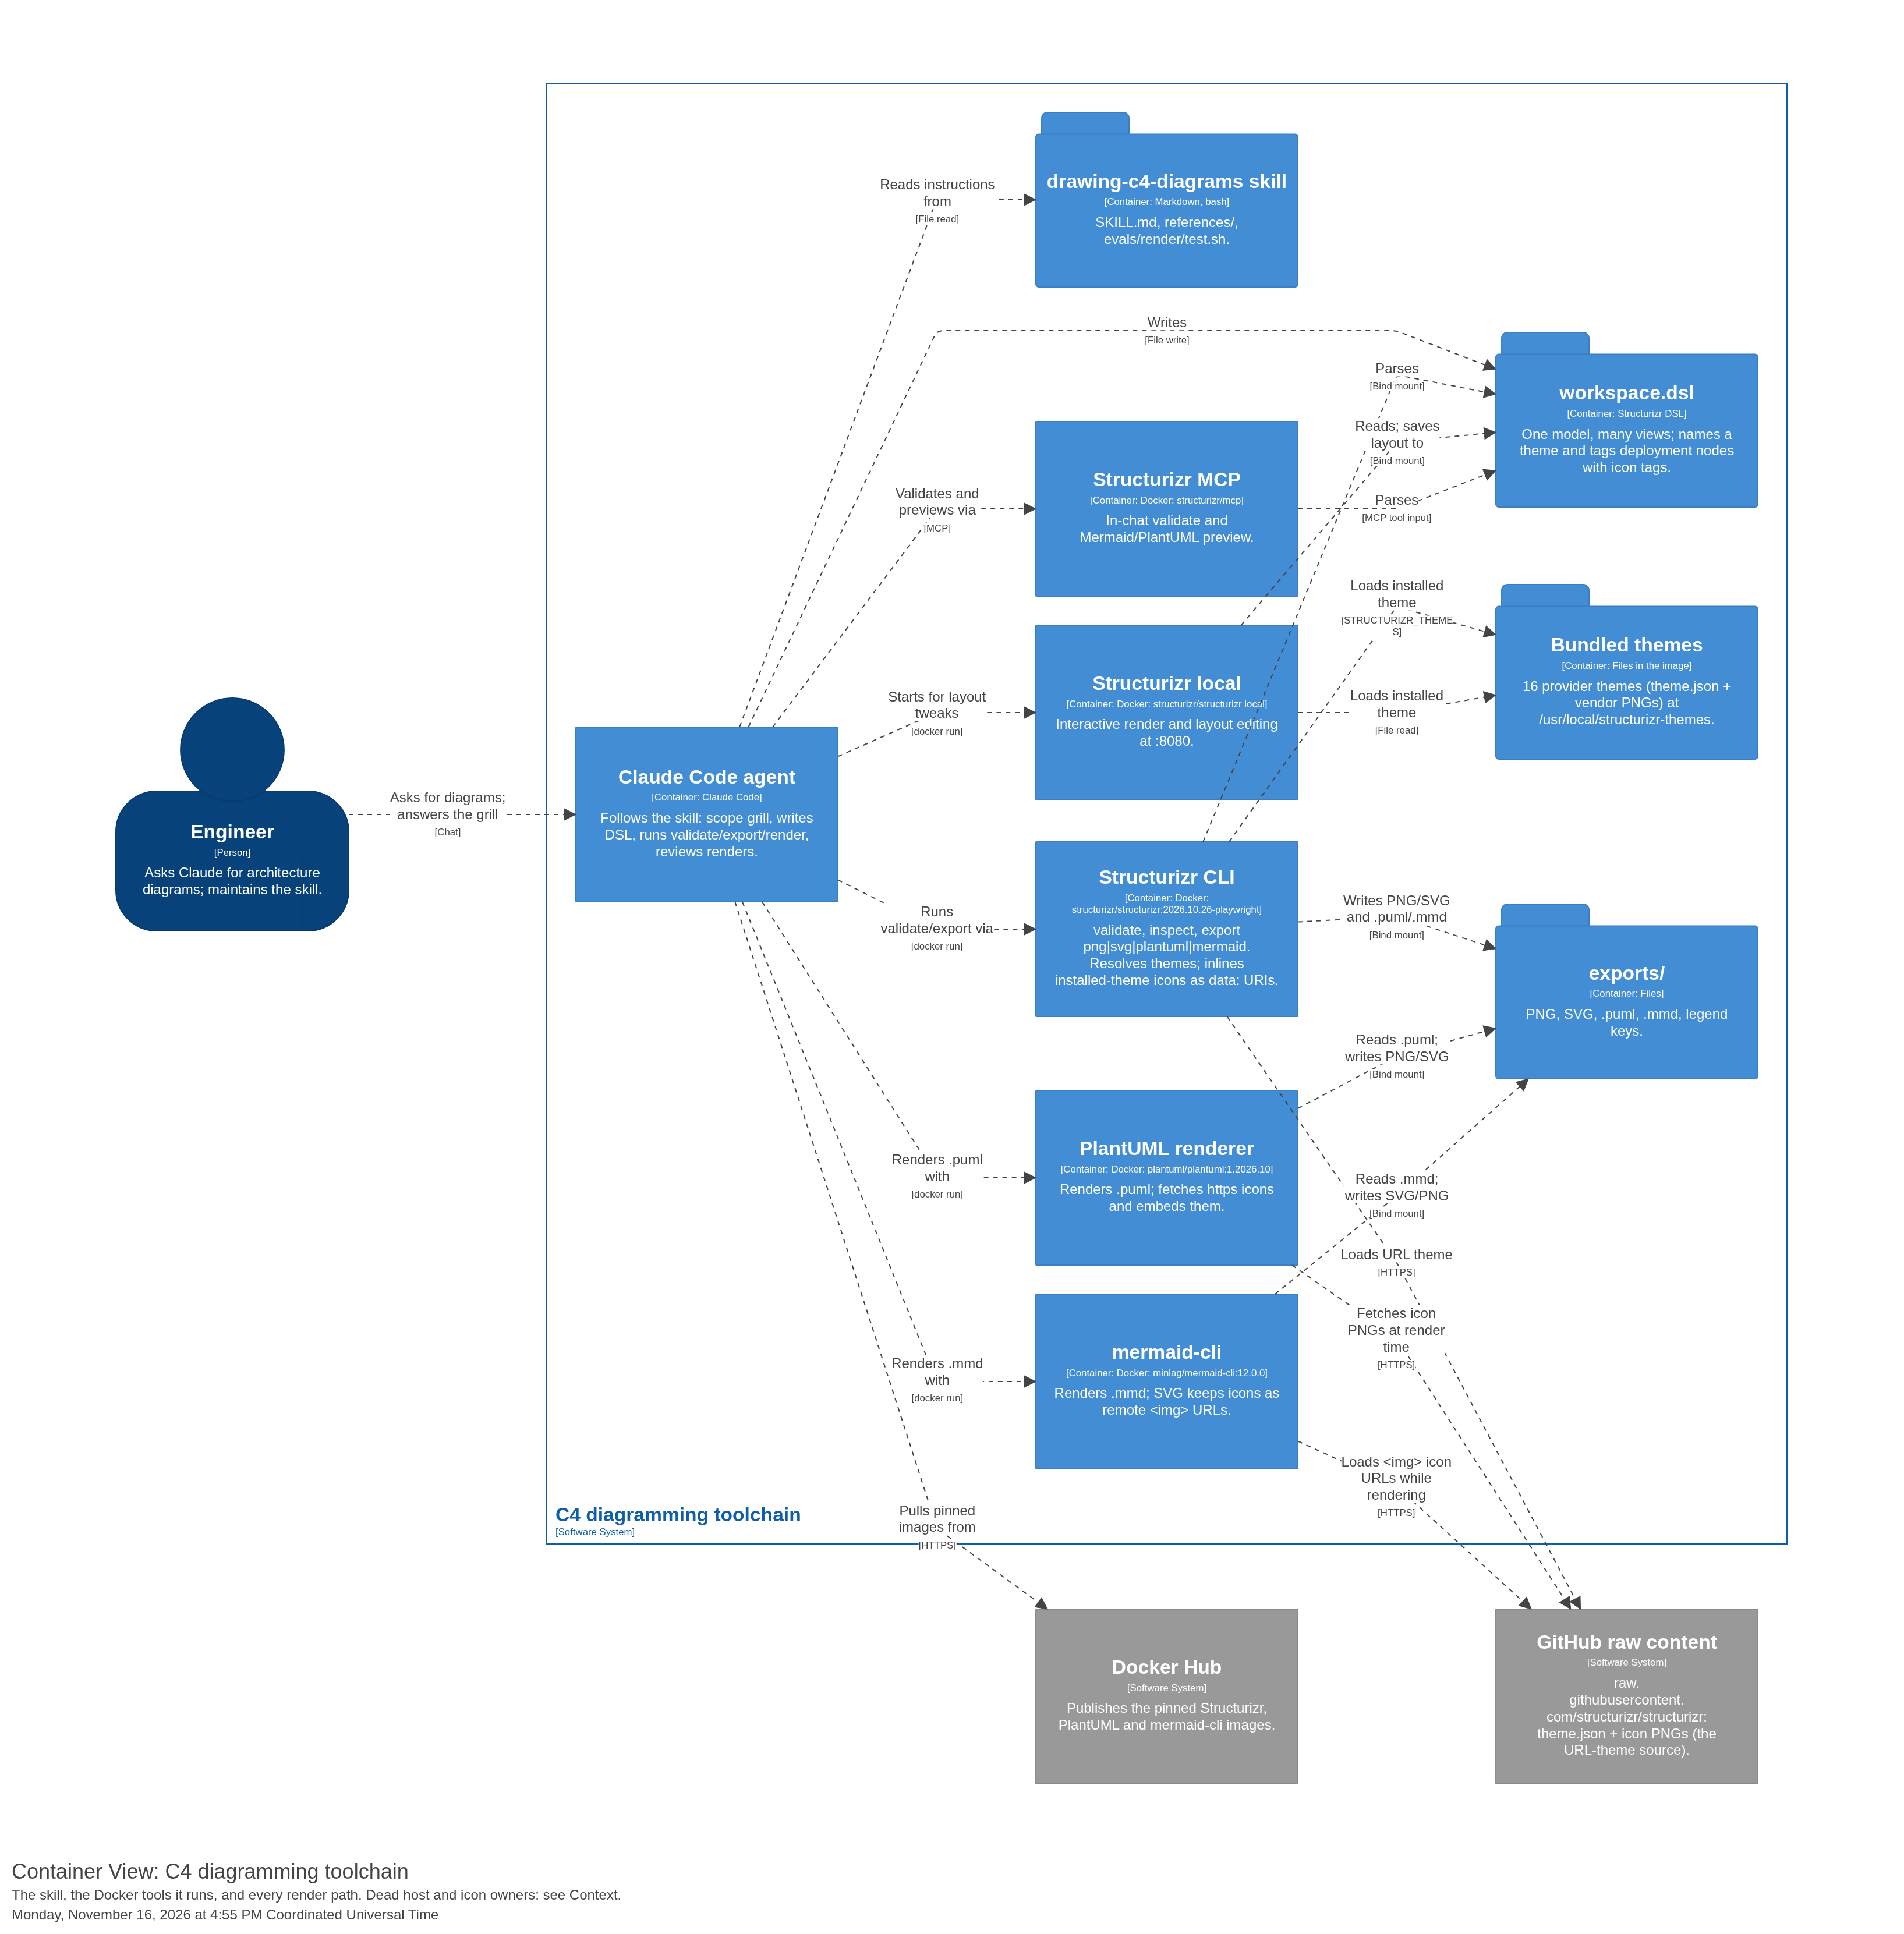 drawing-c4-diagrams skill
[Container: Markdown, bash]
SKILL.md, references/,
evals/render/test.sh.
Reads instructions
from
[File read]
Writes
[File write]
Parses
[Bind mount]
workspace.dsl
[Container: Structurizr DSL]
One model, many views; names a
theme and tags deployment nodes
with icon tags.
Reads; saves
layout to
[Bind mount]
Structurizr MCP
[Container: Docker: structurizr/mcp]
In-chat validate and
Mermaid/PlantUML preview.
Validates and
previews via
[MCP]
Parses
[MCP tool input]
Loads installed
theme
[STRUCTURIZR_THEME
S]
Bundled themes
[Container: Files in the image]
16 provider themes (theme.json +
vendor PNGs) at
/usr/local/structurizr-themes.
Structurizr local
[Container: Docker: structurizr/structurizr local]
Interactive render and layout editing
at :8080.
Starts for layout
tweaks
[docker run]
Loads installed
theme
[File read]
Engineer
[Person]
Asks Claude for architecture
diagrams; maintains the skill.
Asks for diagrams;
answers the grill
[Chat]
Claude Code agent
[Container: Claude Code]
Follows the skill: scope grill, writes
DSL, runs validate/export/render,
reviews renders.
Runs
validate/export via
[docker run]
Structurizr CLI
[Container: Docker:
structurizr/structurizr:2026.10.26-playwright]
validate, inspect, export
png|svg|plantuml|mermaid.
Resolves themes; inlines
installed-theme icons as data: URIs.
Writes PNG/SVG
and .puml/.mmd
[Bind mount]
exports/
[Container: Files]
PNG, SVG, .puml, .mmd, legend
keys.
Reads .puml;
writes PNG/SVG
[Bind mount]
PlantUML renderer
[Container: Docker: plantuml/plantuml:1.2026.10]
Renders .puml; fetches https icons
and embeds them.
Renders .puml
with
[docker run]
Reads .mmd;
writes SVG/PNG
[Bind mount]
Loads URL theme
[HTTPS]
Fetches icon
PNGs at render
time
[HTTPS]
mermaid-cli
[Container: Docker: minlag/mermaid-cli:12.0.0]
Renders .mmd; SVG keeps icons as
remote <img> URLs.
Renders .mmd
with
[docker run]
Loads <img> icon
URLs while
rendering
[HTTPS]
C4 diagramming toolchain
[Software System]
Pulls pinned
images from
[HTTPS]
Docker Hub
[Software System]
Publishes the pinned Structurizr,
PlantUML and mermaid-cli images.
GitHub raw content
[Software System]
raw.
githubusercontent.
com/structurizr/structurizr:
theme.json + icon PNGs (the
URL-theme source).
Container View: C4 diagramming toolchain
The skill, the Docker tools it runs, and every render path. Dead host and icon owners: see Context.
Monday, November 16, 2026 at 4:55 PM Coordinated Universal Time